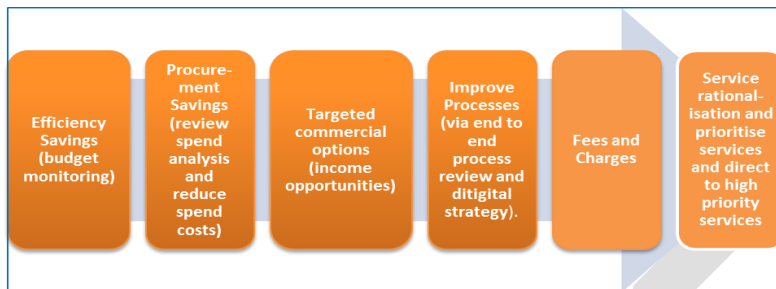 Efficiency
Savings
(budget
monitoring)
Procure-
ment
Savings
(review
spend
analysis
and
reduce
spend
costs)
Targeted
commercial
options
(income
opportunities)
Improve
Processes
(via end to
end
process
review and
ditigital
strategy).
Fees and
Charges
Service
rational-
isation and
prioritise
services
and direct
to high
priority
services